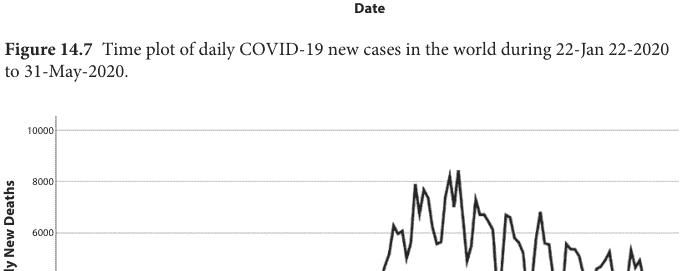 Date
Figure 14.7 Time plot of daily COVID-19 new cases in the world during 22-Jan 22-2020
to 31-May-2020.
10000
8000
6000
ly New Deaths